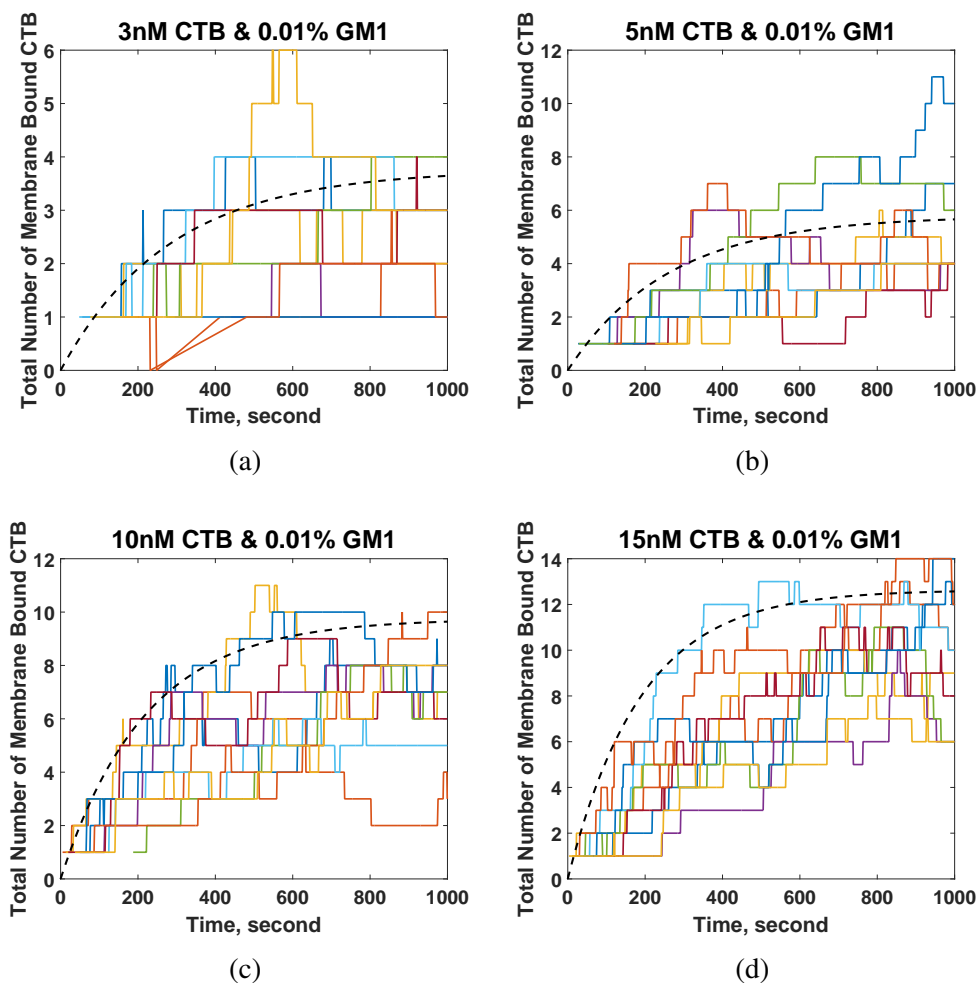 3nM CTB & 0.01% GM1
Total Number of Membrane Bound CTB
6
5
4
3
2
1
0
0 200 400 600 800 1000
Time, second
(a)
5nM CTB & 0.01% GM1
Total Number of Membrane Bound CTB
12
10
8
6
4
2
0
0 200 400 600 800 1000
Time, second
(b)
10nM CTB & 0.01% GM1
Total Number of Membrane Bound CTB
12
10
8
6
4
2
0
0 200 400 600 800 1000
Time, second
(c)
15nM CTB & 0.01% GM1
Total Number of Membrane Bound CTB
14
12
10
8
6
4
2
0
0 200 400 600 800 1000
Time, second
(d)